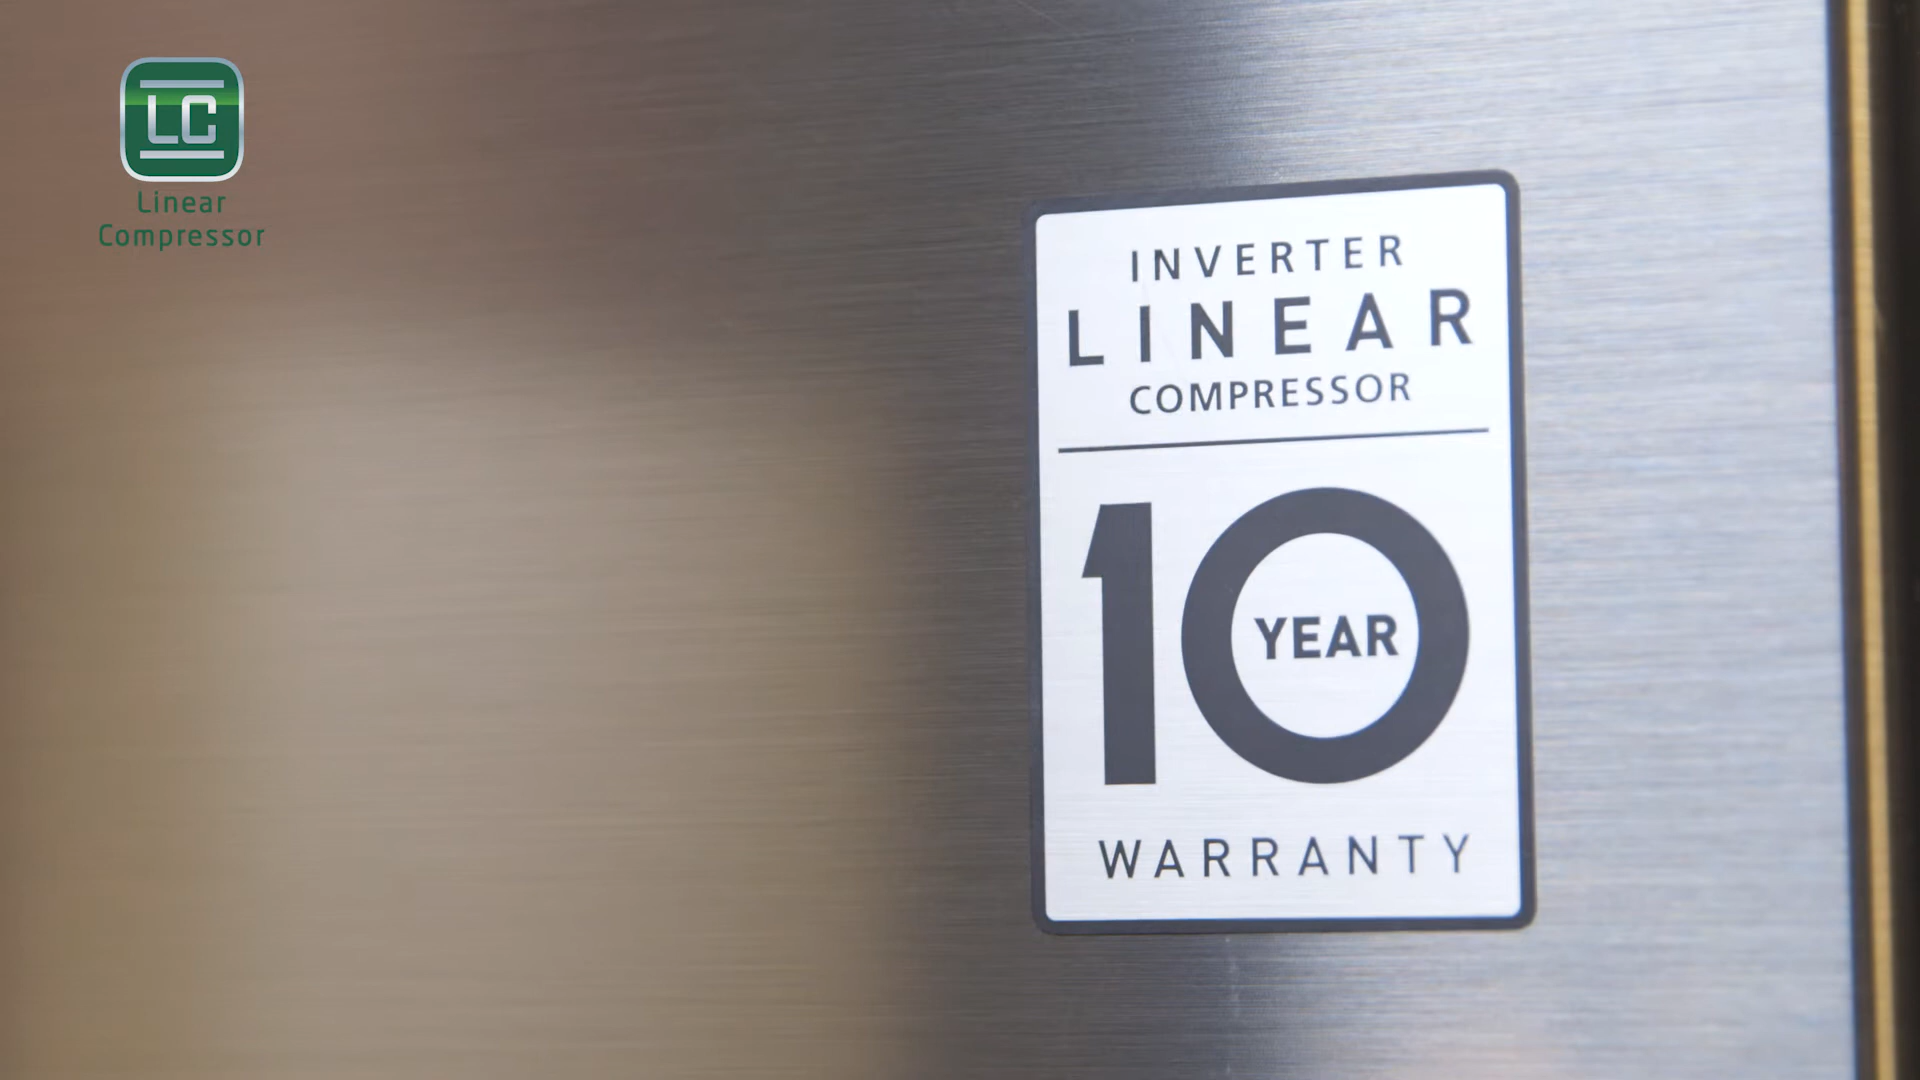 LC
Linear
Compressor
INVERTER
LINEAR
COMPRESSOR
10
YEAR
WARRANTY